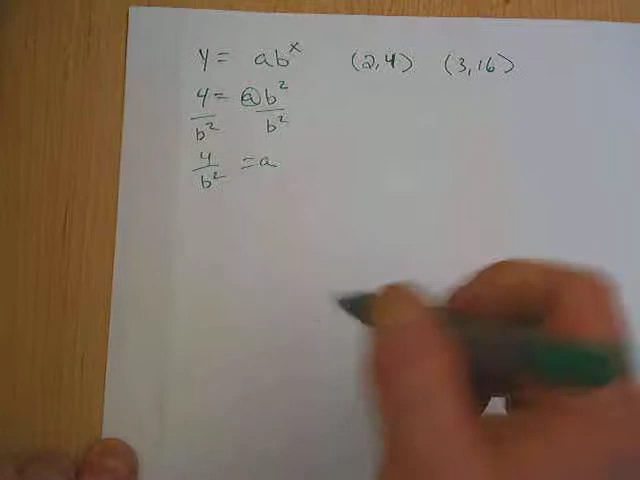 y = ab^x (2,4) (3,16)
4 = ab^2
b^2 b^2
4/b^2 = a